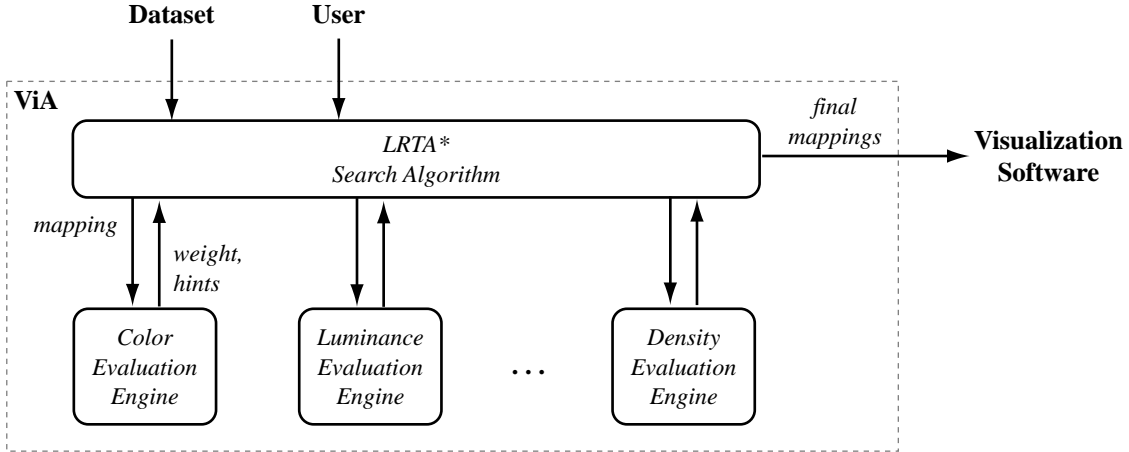 Dataset
User
ViA
LRTA*
Search Algorithm
final
mappings
Visualization
Software
mapping
weight,
hints
Color
Evaluation
Engine
Luminance
Evaluation
Engine
...
Density
Evaluation
Engine